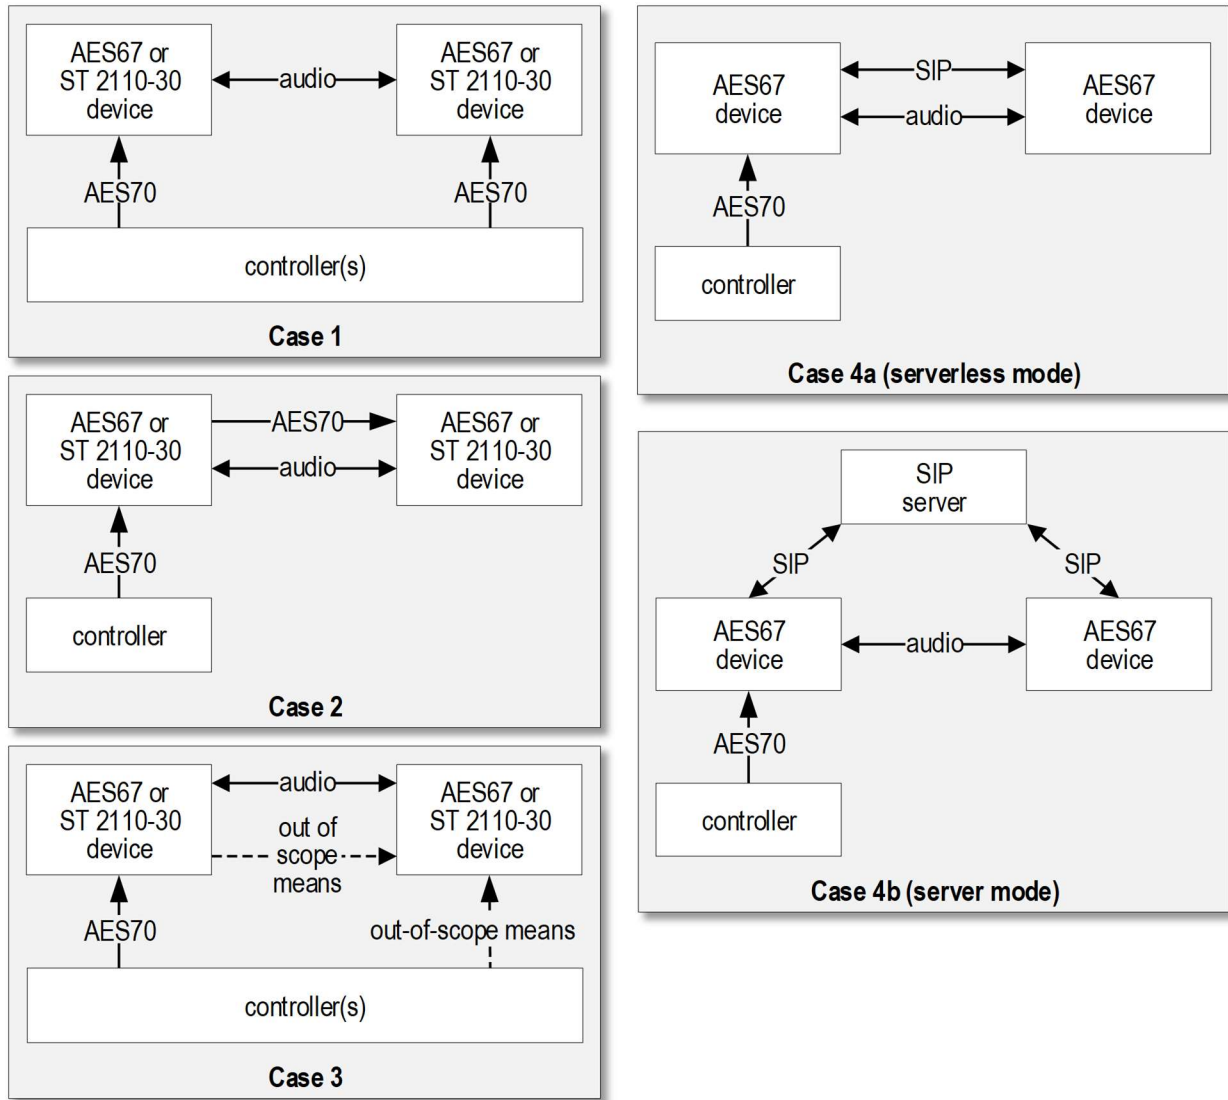 AES67 or
ST 2110-30
device
audio
AES67 or
ST 2110-30
device
AES70
AES70
controller(s)
Case 1
AES67 or
ST 2110-30
device
AES70
audio
AES67 or
ST 2110-30
device
AES70
controller
Case 2
AES67 or
ST 2110-30
device
audio
out of
scope
means
AES67 or
ST 2110-30
device
AES70
out-of-scope means
controller(s)
Case 3
AES67
device
SIP
audio
AES67
device
AES70
controller
Case 4a (serverless mode)
SIP
server
SIP
SIP
AES67
device
audio
AES67
device
AES70
controller
Case 4b (server mode)